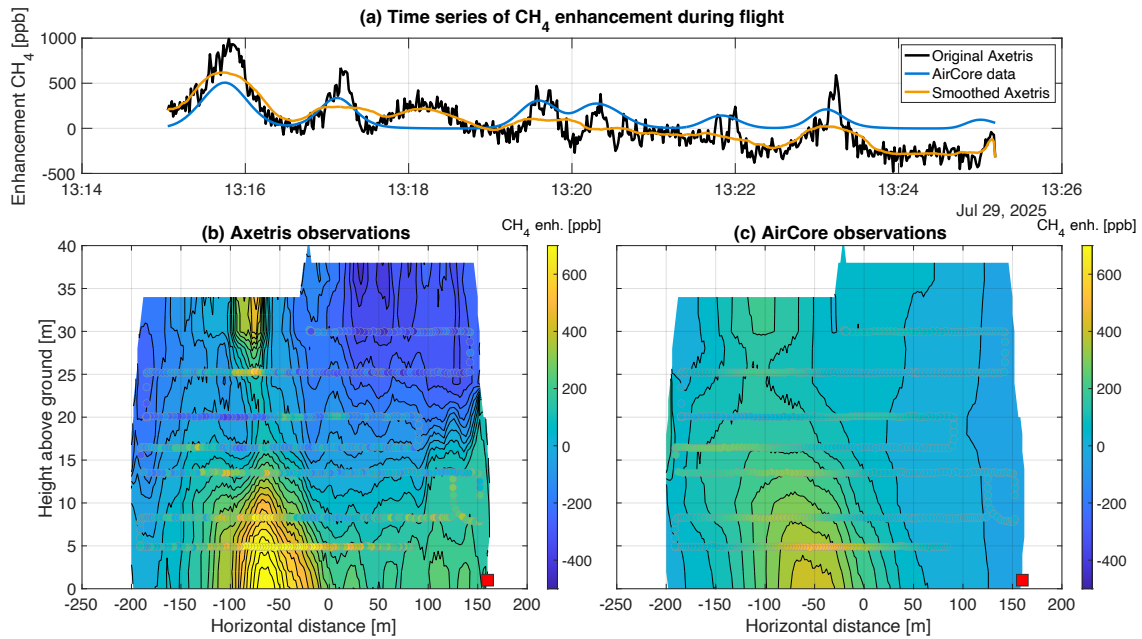 (a) Time series of CH4 enhancement during flight
Enhancement CH4 [ppb]
1000
500
0
-500
Original Axetris
AirCore data
Smoothed Axetris
13:14 13:16 13:18 13:20 13:22 13:24 13:26
Jul 29, 2025
(b) Axetris observations
CH4 enh. [ppb]
Height above ground [m]
40
35
30
25
20
15
10
5
0
-250 -200 -150 -100 -50 0 50 100 150 200
Horizontal distance [m]
600
400
200
0
-200
-400
(c) AirCore observations
CH4 enh. [ppb]
-250 -200 -150 -100 -50 0 50 100 150 200
Horizontal distance [m]
600
400
200
0
-200
-400